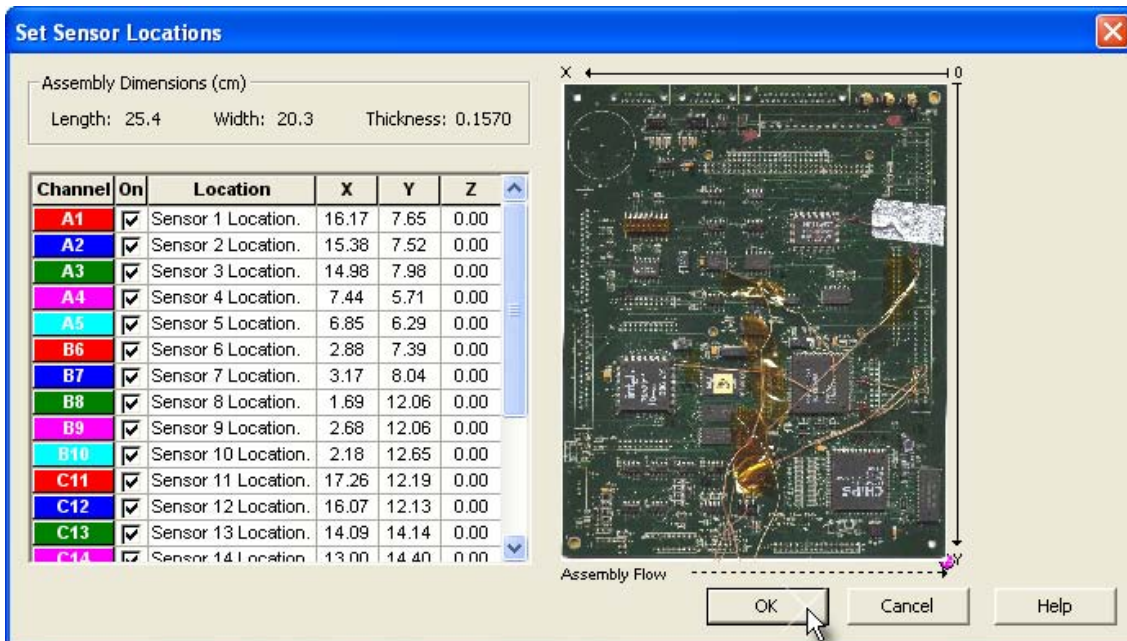 Set Sensor Locations
Assembly Dimensions (cm)
Length: 25.4 Width: 20.3 Thickness: 0.1570
X 0
Channel On Location X Y Z
A1 Sensor 1 Location. 16.17 7.65 0.00
A2 Sensor 2 Location. 15.38 7.52 0.00
A3 Sensor 3 Location. 14.98 7.98 0.00
A4 Sensor 4 Location. 7.44 5.71 0.00
A5 Sensor 5 Location. 6.85 6.29 0.00
B6 Sensor 6 Location. 2.88 7.39 0.00
B7 Sensor 7 Location. 3.17 8.04 0.00
B8 Sensor 8 Location. 1.69 12.06 0.00
B9 Sensor 9 Location. 2.68 12.06 0.00
B10 Sensor 10 Location. 2.18 12.65 0.00
C11 Sensor 11 Location. 17.26 12.19 0.00
C12 Sensor 12 Location. 16.07 12.13 0.00
C13 Sensor 13 Location. 14.09 14.14 0.00
C14 Sensor 14 Location. 13.00 14.40 0.00
intel
CHIPS
Y
Assembly Flow
OK Cancel Help